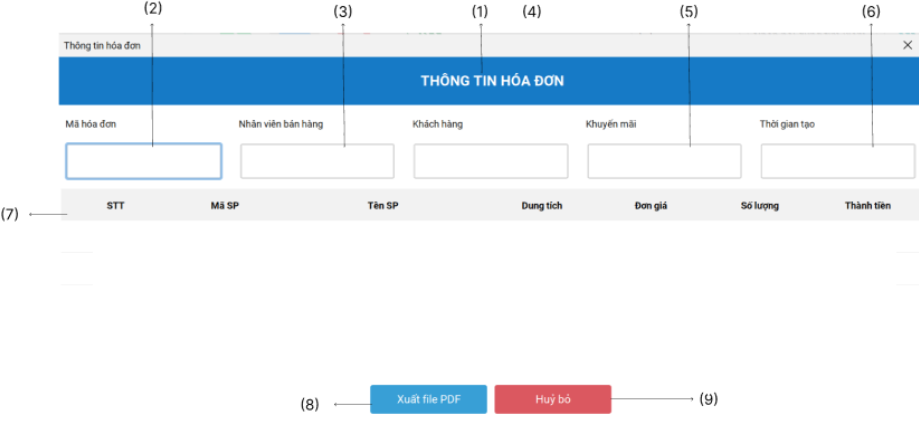 (2) (3) (1) (4) (5) (6)
Thông tin hóa đơn
THÔNG TIN HÓA ĐƠN
Mã hóa đơn Nhân viên bán hàng Khách hàng Khuyến mãi Thời gian tạo
(7) STT Mã SP Tên SP Dung tích Đơn giá Số lượng Thành tiền
(8) Xuất file PDF Huỷ bỏ (9)